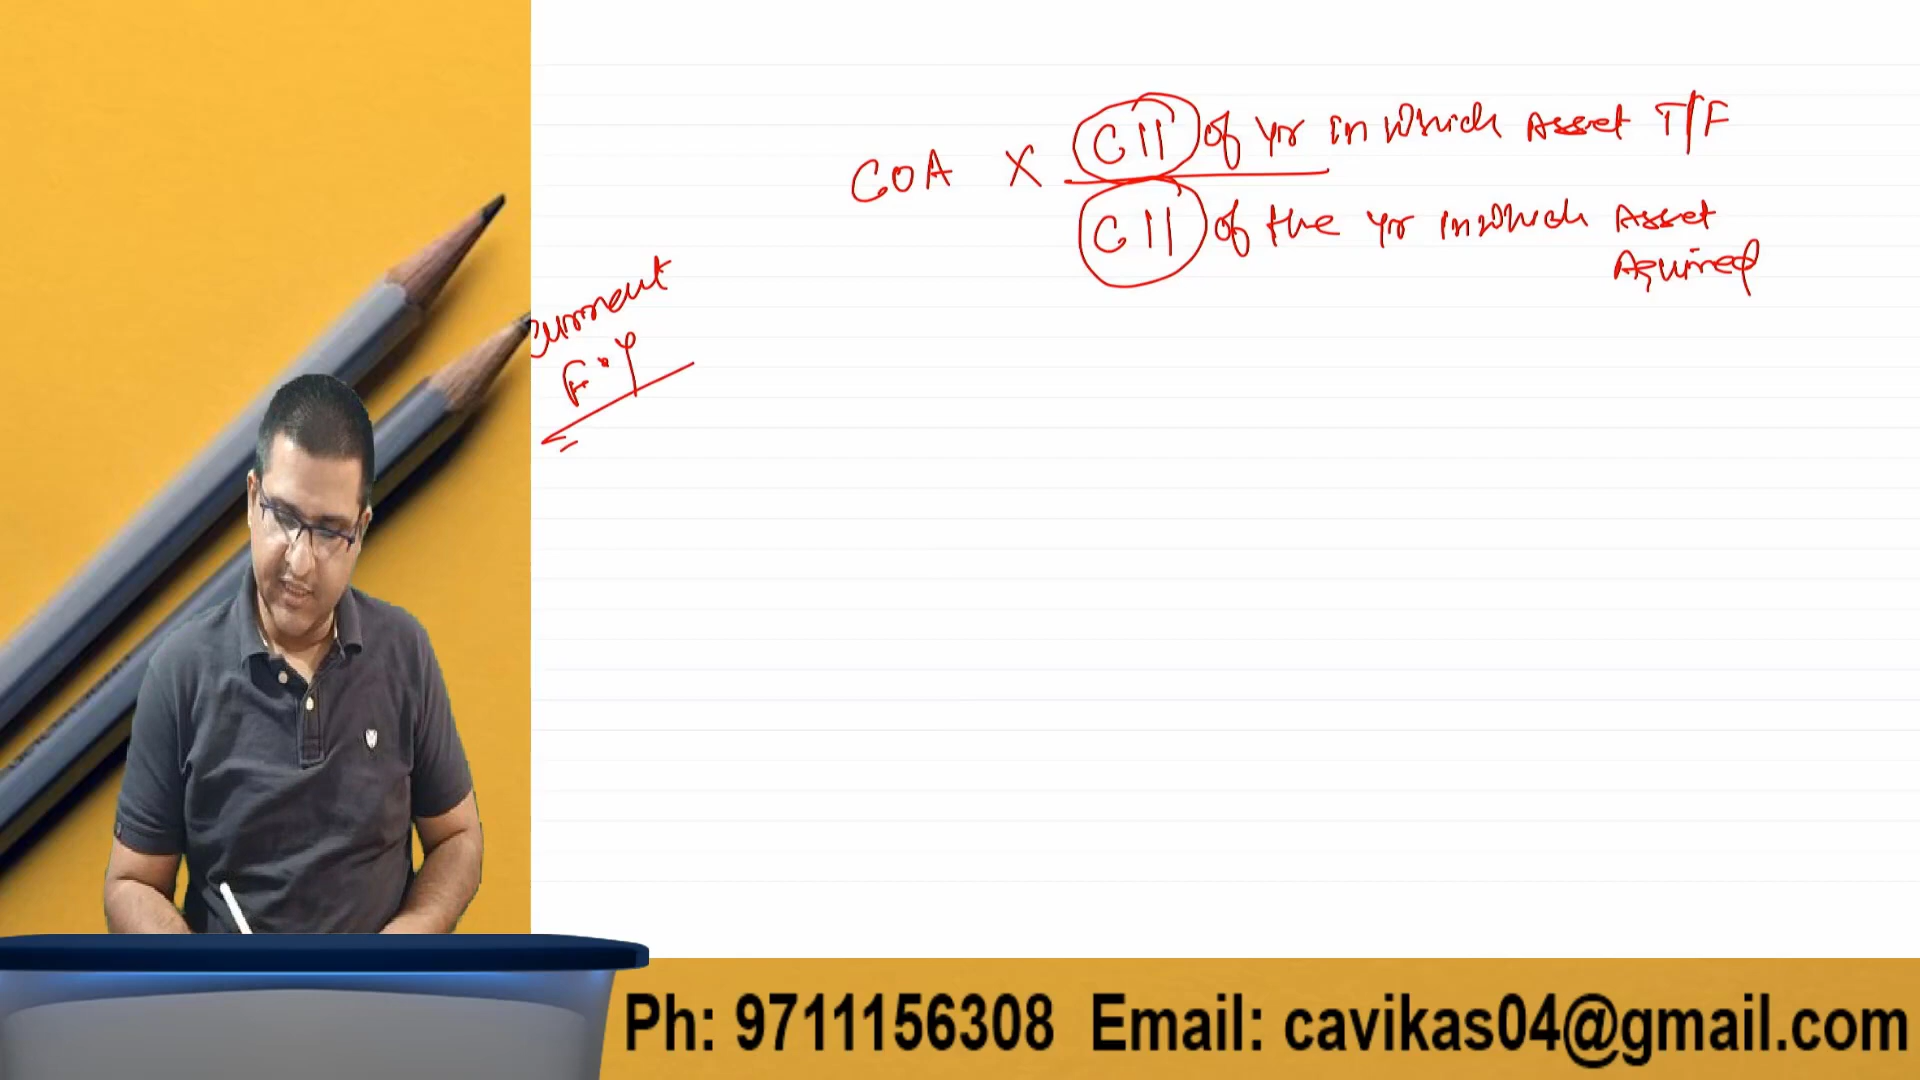 COA X CII of yr in which Asset T/F
CII of the yr in which Asset
Aquired
Current
F.Y
Ph: 9711156308 Email: cavikas04@gmail.com